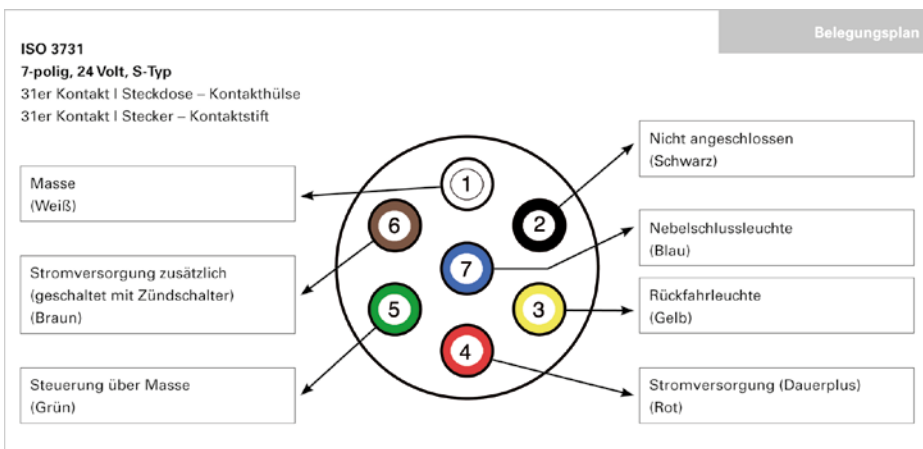 Belegungsplan
ISO 3731
7-polig, 24 Volt, S-Typ
31er Kontakt I Steckdose – Kontakthülse
31er Kontakt I Stecker – Kontaktstift
Masse
(Weiß)
Stromversorgung zusätzlich
(geschaltet mit Zündschalter)
(Braun)
Steuerung über Masse
(Grün)
1
6
2
7
5
3
4
Nicht angeschlossen
(Schwarz)
Nebelschlussleuchte
(Blau)
Rückfahrleuchte
(Gelb)
Stromversorgung (Dauerplus)
(Rot)